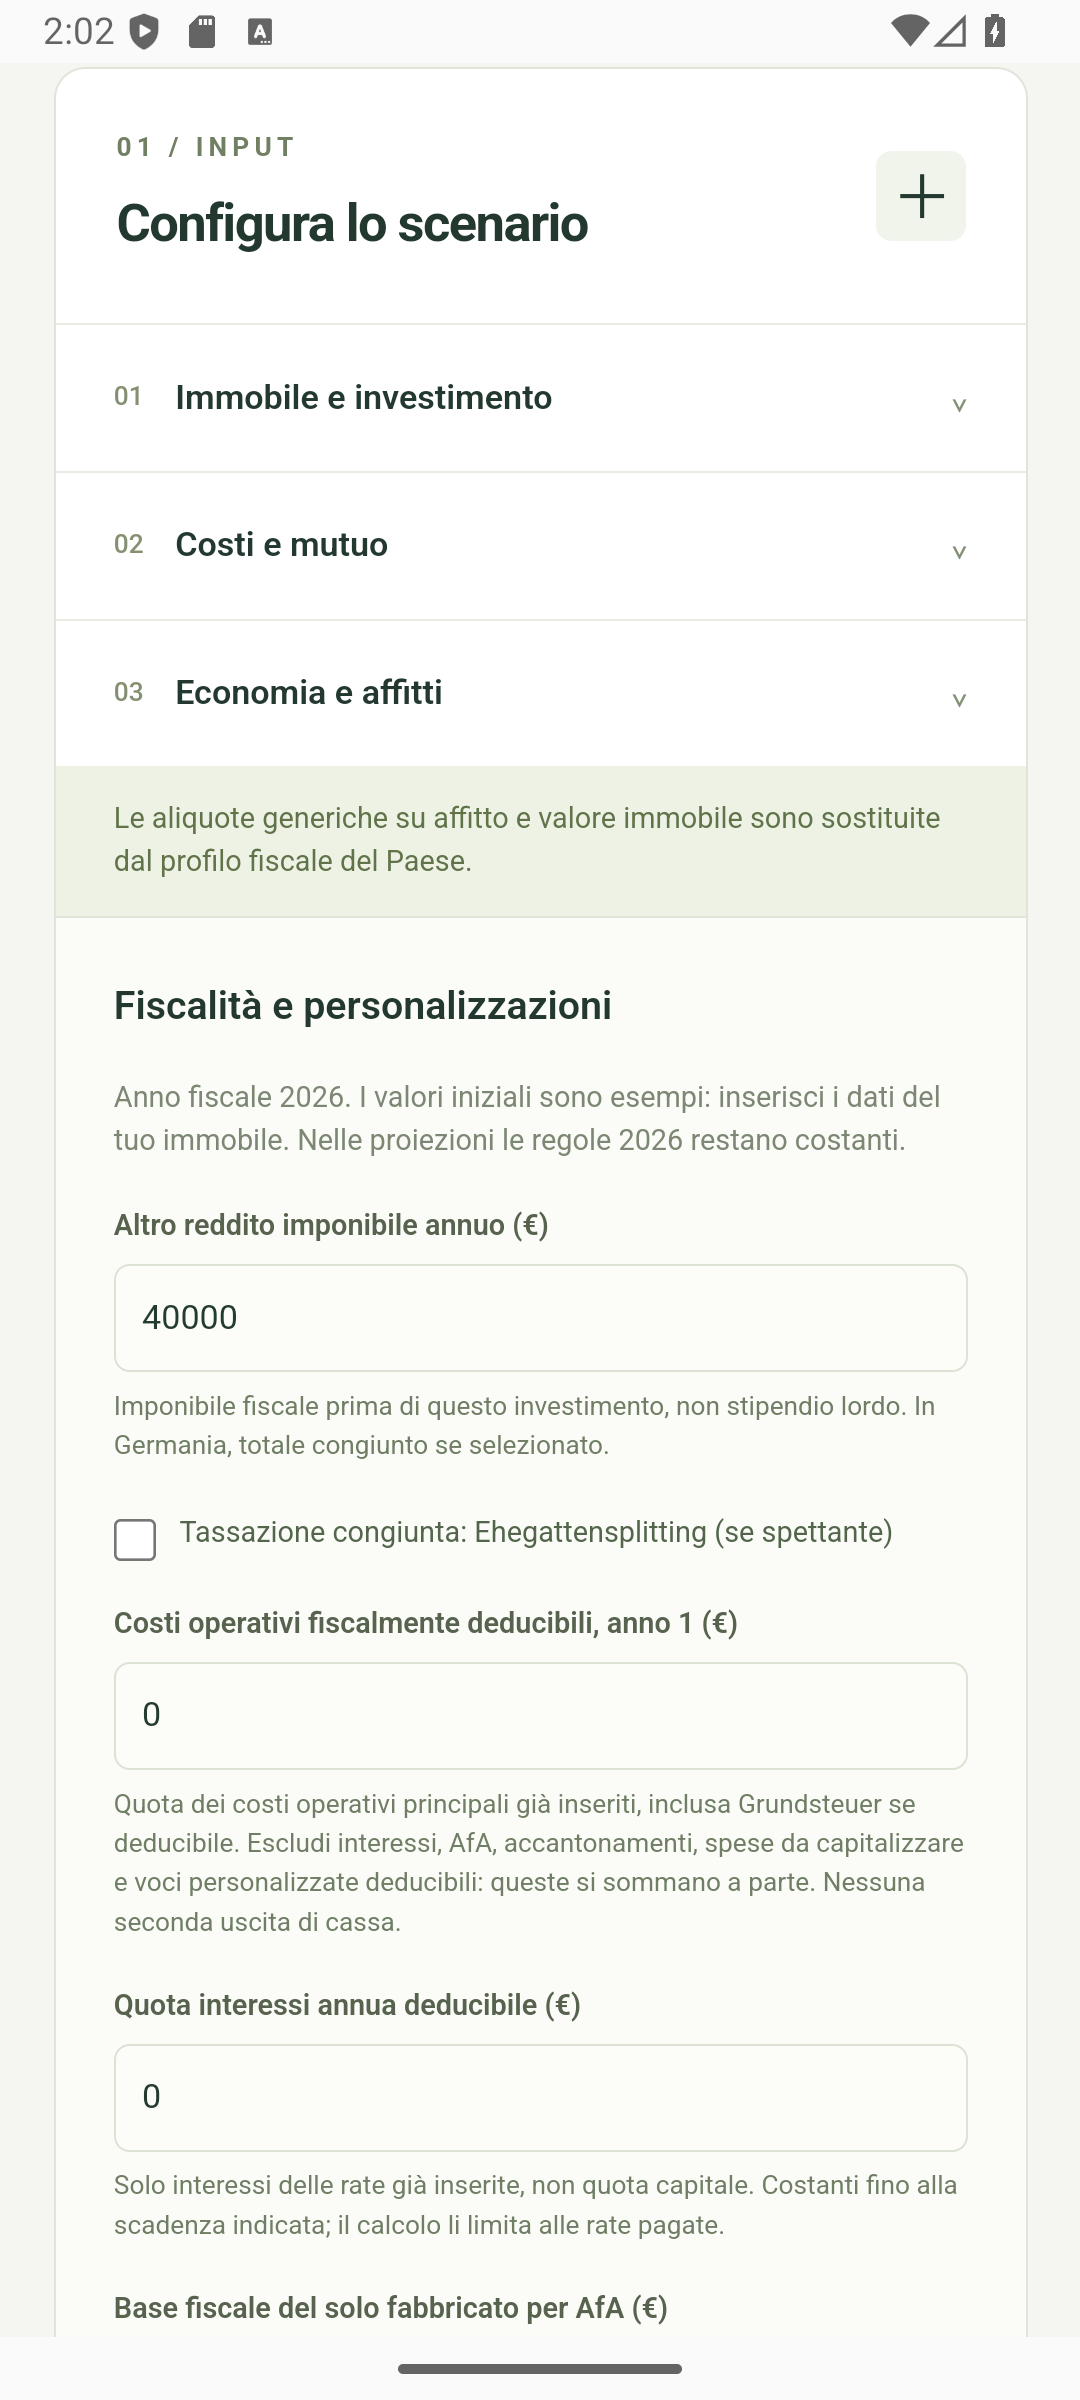 2:02
01 / INPUT
Configura lo scenario
01 Immobile e investimento
02 Costi e mutuo
03 Economia e affitti
Le aliquote generiche su affitto e valore immobile sono sostituite
dal profilo fiscale del Paese.
Fiscalità e personalizzazioni
Anno fiscale 2026. I valori iniziali sono esempi: inserisci i dati del
tuo immobile. Nelle proiezioni le regole 2026 restano costanti.
Altro reddito imponibile annuo (€)
40000
Imponibile fiscale prima di questo investimento, non stipendio lordo. In
Germania, totale congiunto se selezionato.
Tassazione congiunta: Ehegattensplitting (se spettante)
Costi operativi fiscalmente deducibili, anno 1 (€)
0
Quota dei costi operativi principali già inseriti, inclusa Grundsteuer se
deducibile. Escludi interessi, AfA, accantonamenti, spese da capitalizzare
e voci personalizzate deducibili: queste si sommano a parte. Nessuna
seconda uscita di cassa.
Quota interessi annua deducibile (€)
0
Solo interessi delle rate già inserite, non quota capitale. Costanti fino alla
scadenza indicata; il calcolo li limita alle rate pagate.
Base fiscale del solo fabbricato per AfA (€)